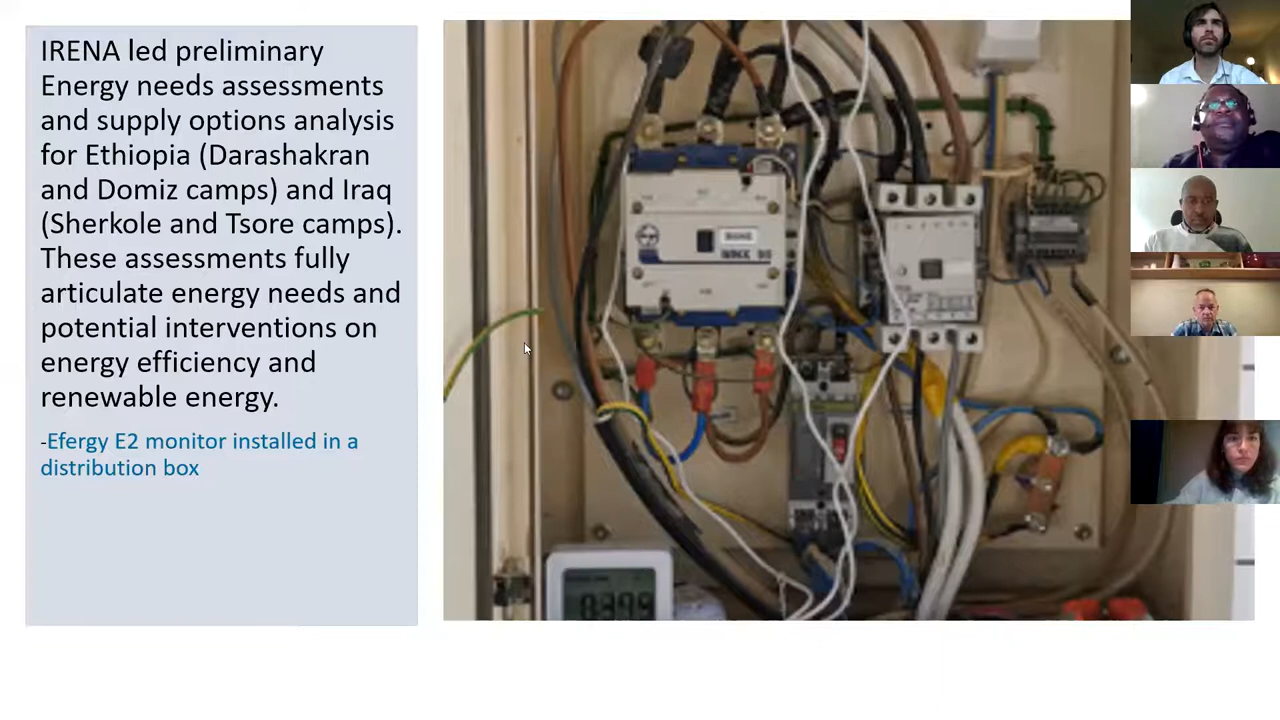 IRENA led preliminary
Energy needs assessments
and supply options analysis
for Ethiopia (Darashakran
and Domiz camps) and Iraq
(Sherkole and Tsore camps).
These assessments fully
articulate energy needs and
potential interventions on
energy efficiency and
renewable energy.
-Efergy E2 monitor installed in a
distribution box